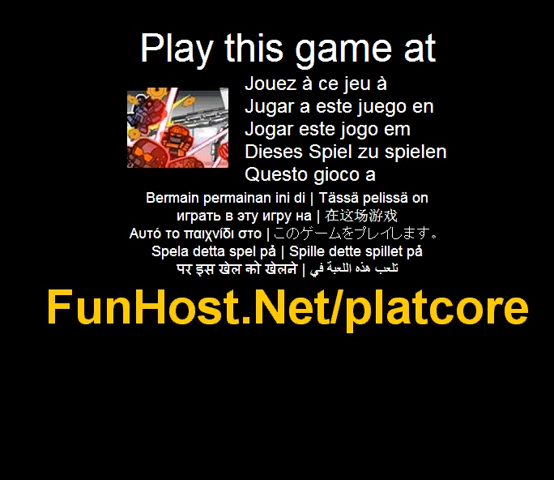 Play this game at
Jouez à ce jeu à
Jugar a este juego en
Jogar este jogo em
Dieses Spiel zu spielen
Questo gioco a
Bermain permainan ini di | Tässä pelissä on
играть в эту игру на | 在这场游戏
Αυτό το παιχνίδι στο | このゲームをプレイします。
Spela detta spel på | Spille dette spillet på
पर इस खेल को खेलने | تلعب هذه اللعبة في
FunHost.Net/platcore